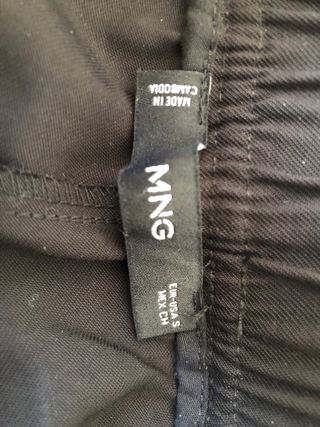 MADE IN
CAMBODIA
MNG
EUR-USA S
MEX CH